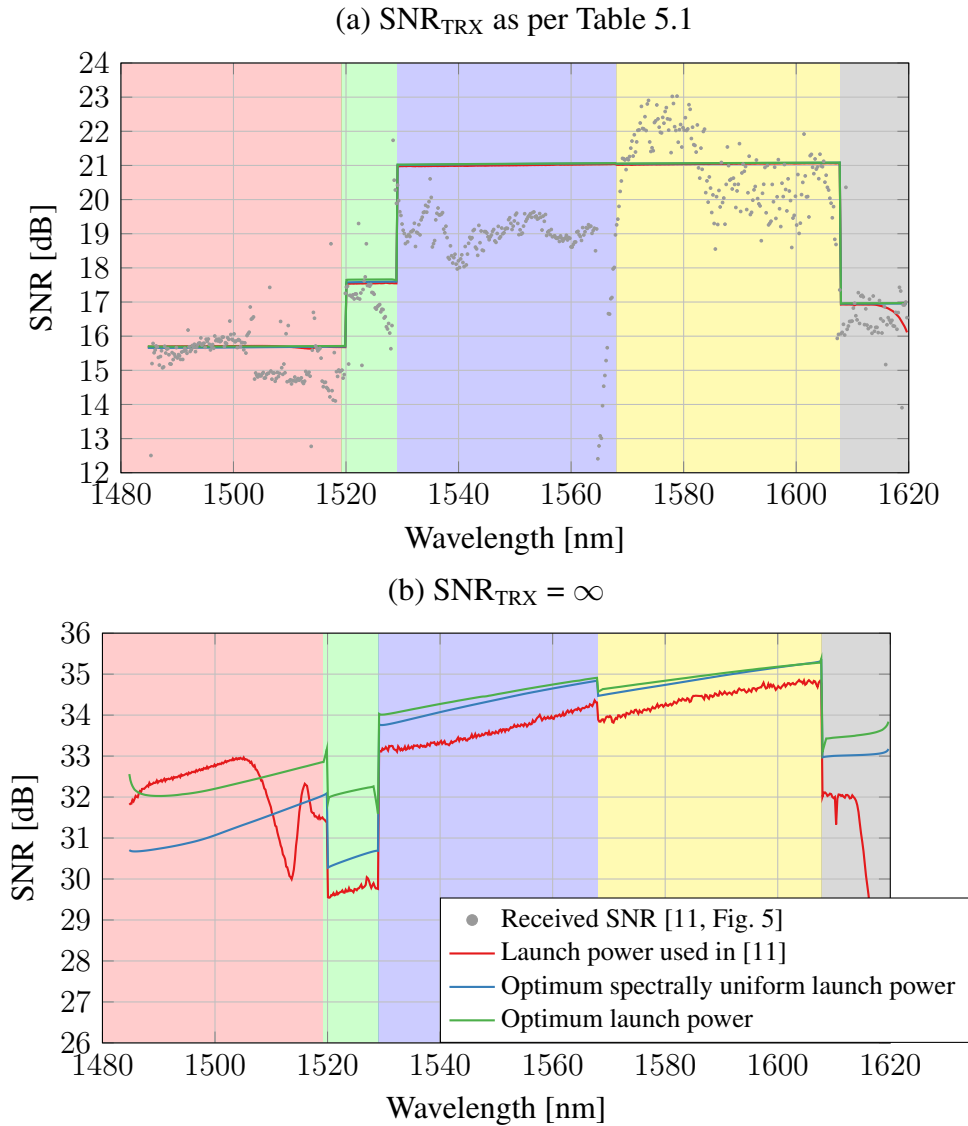 (a) SNRTRX as per Table 5.1
24
23
22
21
20
19
18
17
16
15
14
13
12
SNR [dB]
1480 1500 1520 1540 1560 1580 1600 1620
Wavelength [nm]
(b) SNRTRX = ∞
36
35
34
33
32
31
30
29
28
27
26
SNR [dB]
Received SNR [11, Fig. 5]
Launch power used in [11]
Optimum spectrally uniform launch power
Optimum launch power
1480 1500 1520 1540 1560 1580 1600 1620
Wavelength [nm]